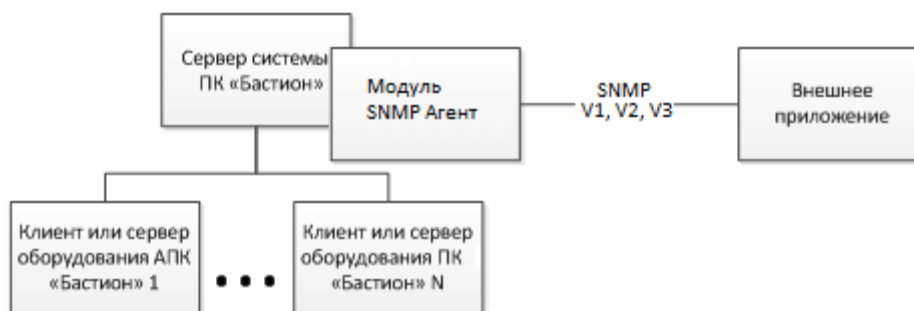 Сервер системы
ПК «Бастион»
Модуль
SNMP Агент
SNMP
V1, V2, V3
Внешнее
приложение
Клиент или сервер
оборудования АПК
«Бастион» 1
Клиент или сервер
оборудования ПК
«Бастион» N